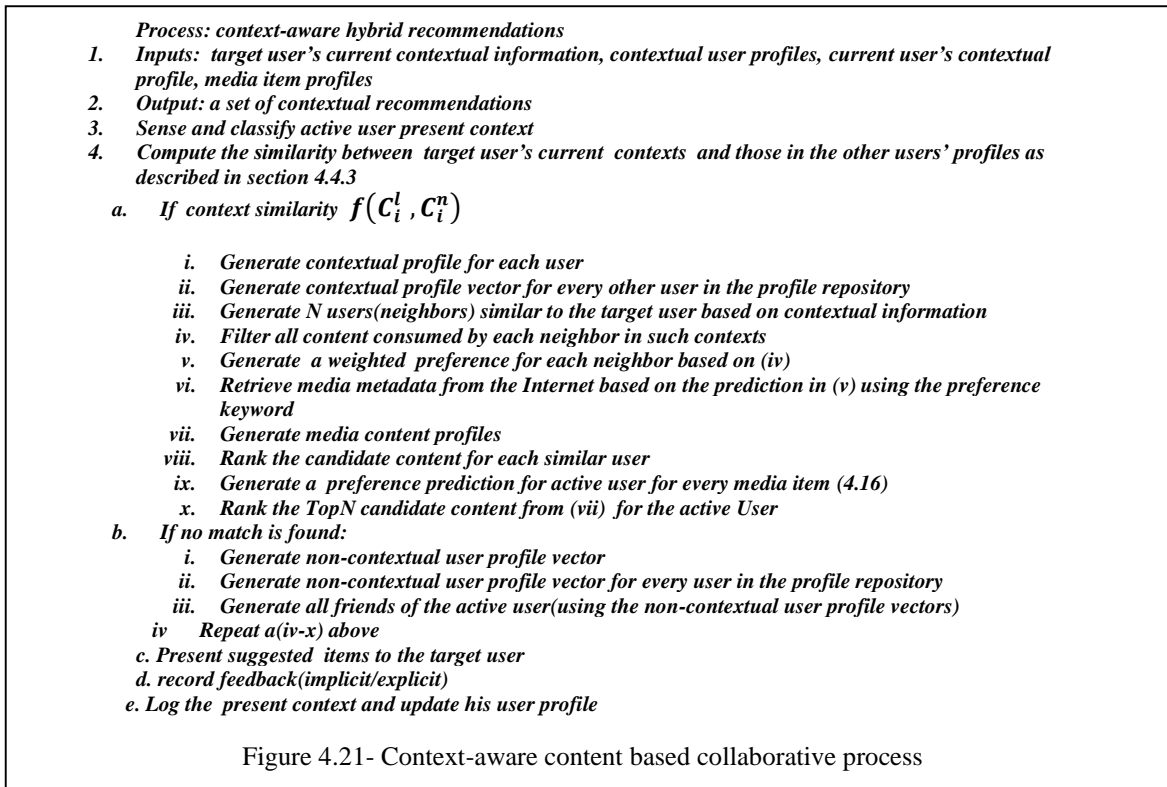 Process: context-aware hybrid recommendations
1. Inputs: target user's current contextual information, contextual user profiles, current user's contextual
profile, media item profiles
2. Output: a set of contextual recommendations
3. Sense and classify active user present context
4. Compute the similarity between target user's current contexts and those in the other users' profiles as
described in section 4.4.3
a. If context similarity f(C_i^l , C_i^n)
i. Generate contextual profile for each user
ii. Generate contextual profile vector for every other user in the profile repository
iii. Generate N users(neighbors) similar to the target user based on contextual information
iv. Filter all content consumed by each neighbor in such contexts
v. Generate a weighted preference for each neighbor based on (iv)
vi. Retrieve media metadata from the Internet based on the prediction in (v) using the preference
keyword
vii. Generate media content profiles
viii. Rank the candidate content for each similar user
ix. Generate a preference prediction for active user for every media item (4.16)
x. Rank the TopN candidate content from (vii) for the active User
b. If no match is found:
i. Generate non-contextual user profile vector
ii. Generate non-contextual user profile vector for every user in the profile repository
iii. Generate all friends of the active user(using the non-contextual user profile vectors)
iv Repeat a(iv-x) above
c. Present suggested items to the target user
d. record feedback(implicit/explicit)
e. Log the present context and update his user profile
Figure 4.21- Context-aware content based collaborative process